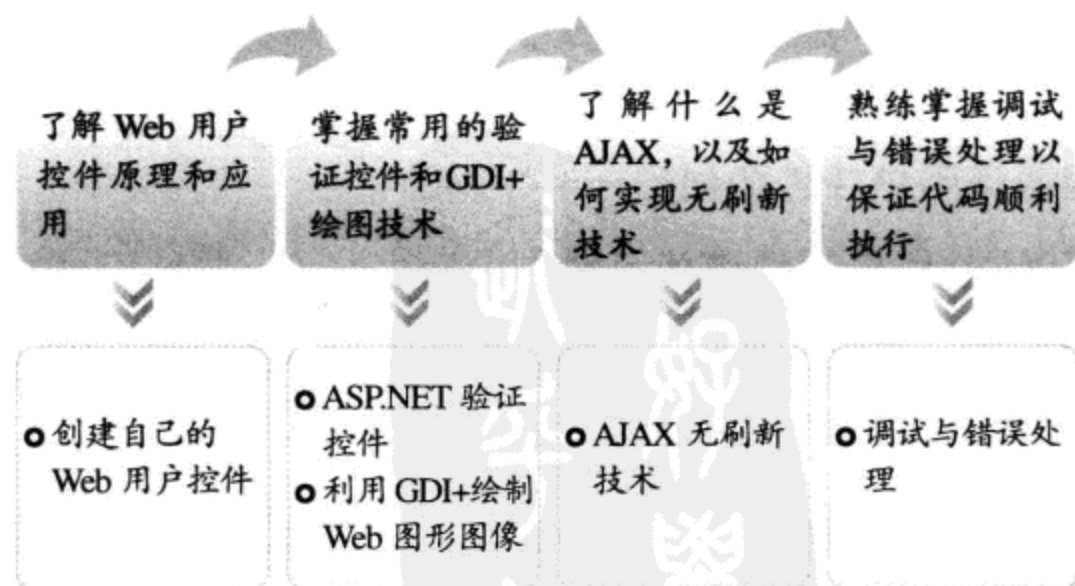 了解 Web 用户
控件原理和应
用
掌握常用的验
证控件和GDI+
绘图技术
了解什么是
AJAX，以及如
何实现无刷新
技术
熟练掌握调试
与错误处理以
保证代码顺利
执行
创建自己的
Web 用户控件
ASP.NET 验证
控件
利用 GDI+绘制
Web 图形图像
AJAX 无刷新
技术
调试与错误处
理